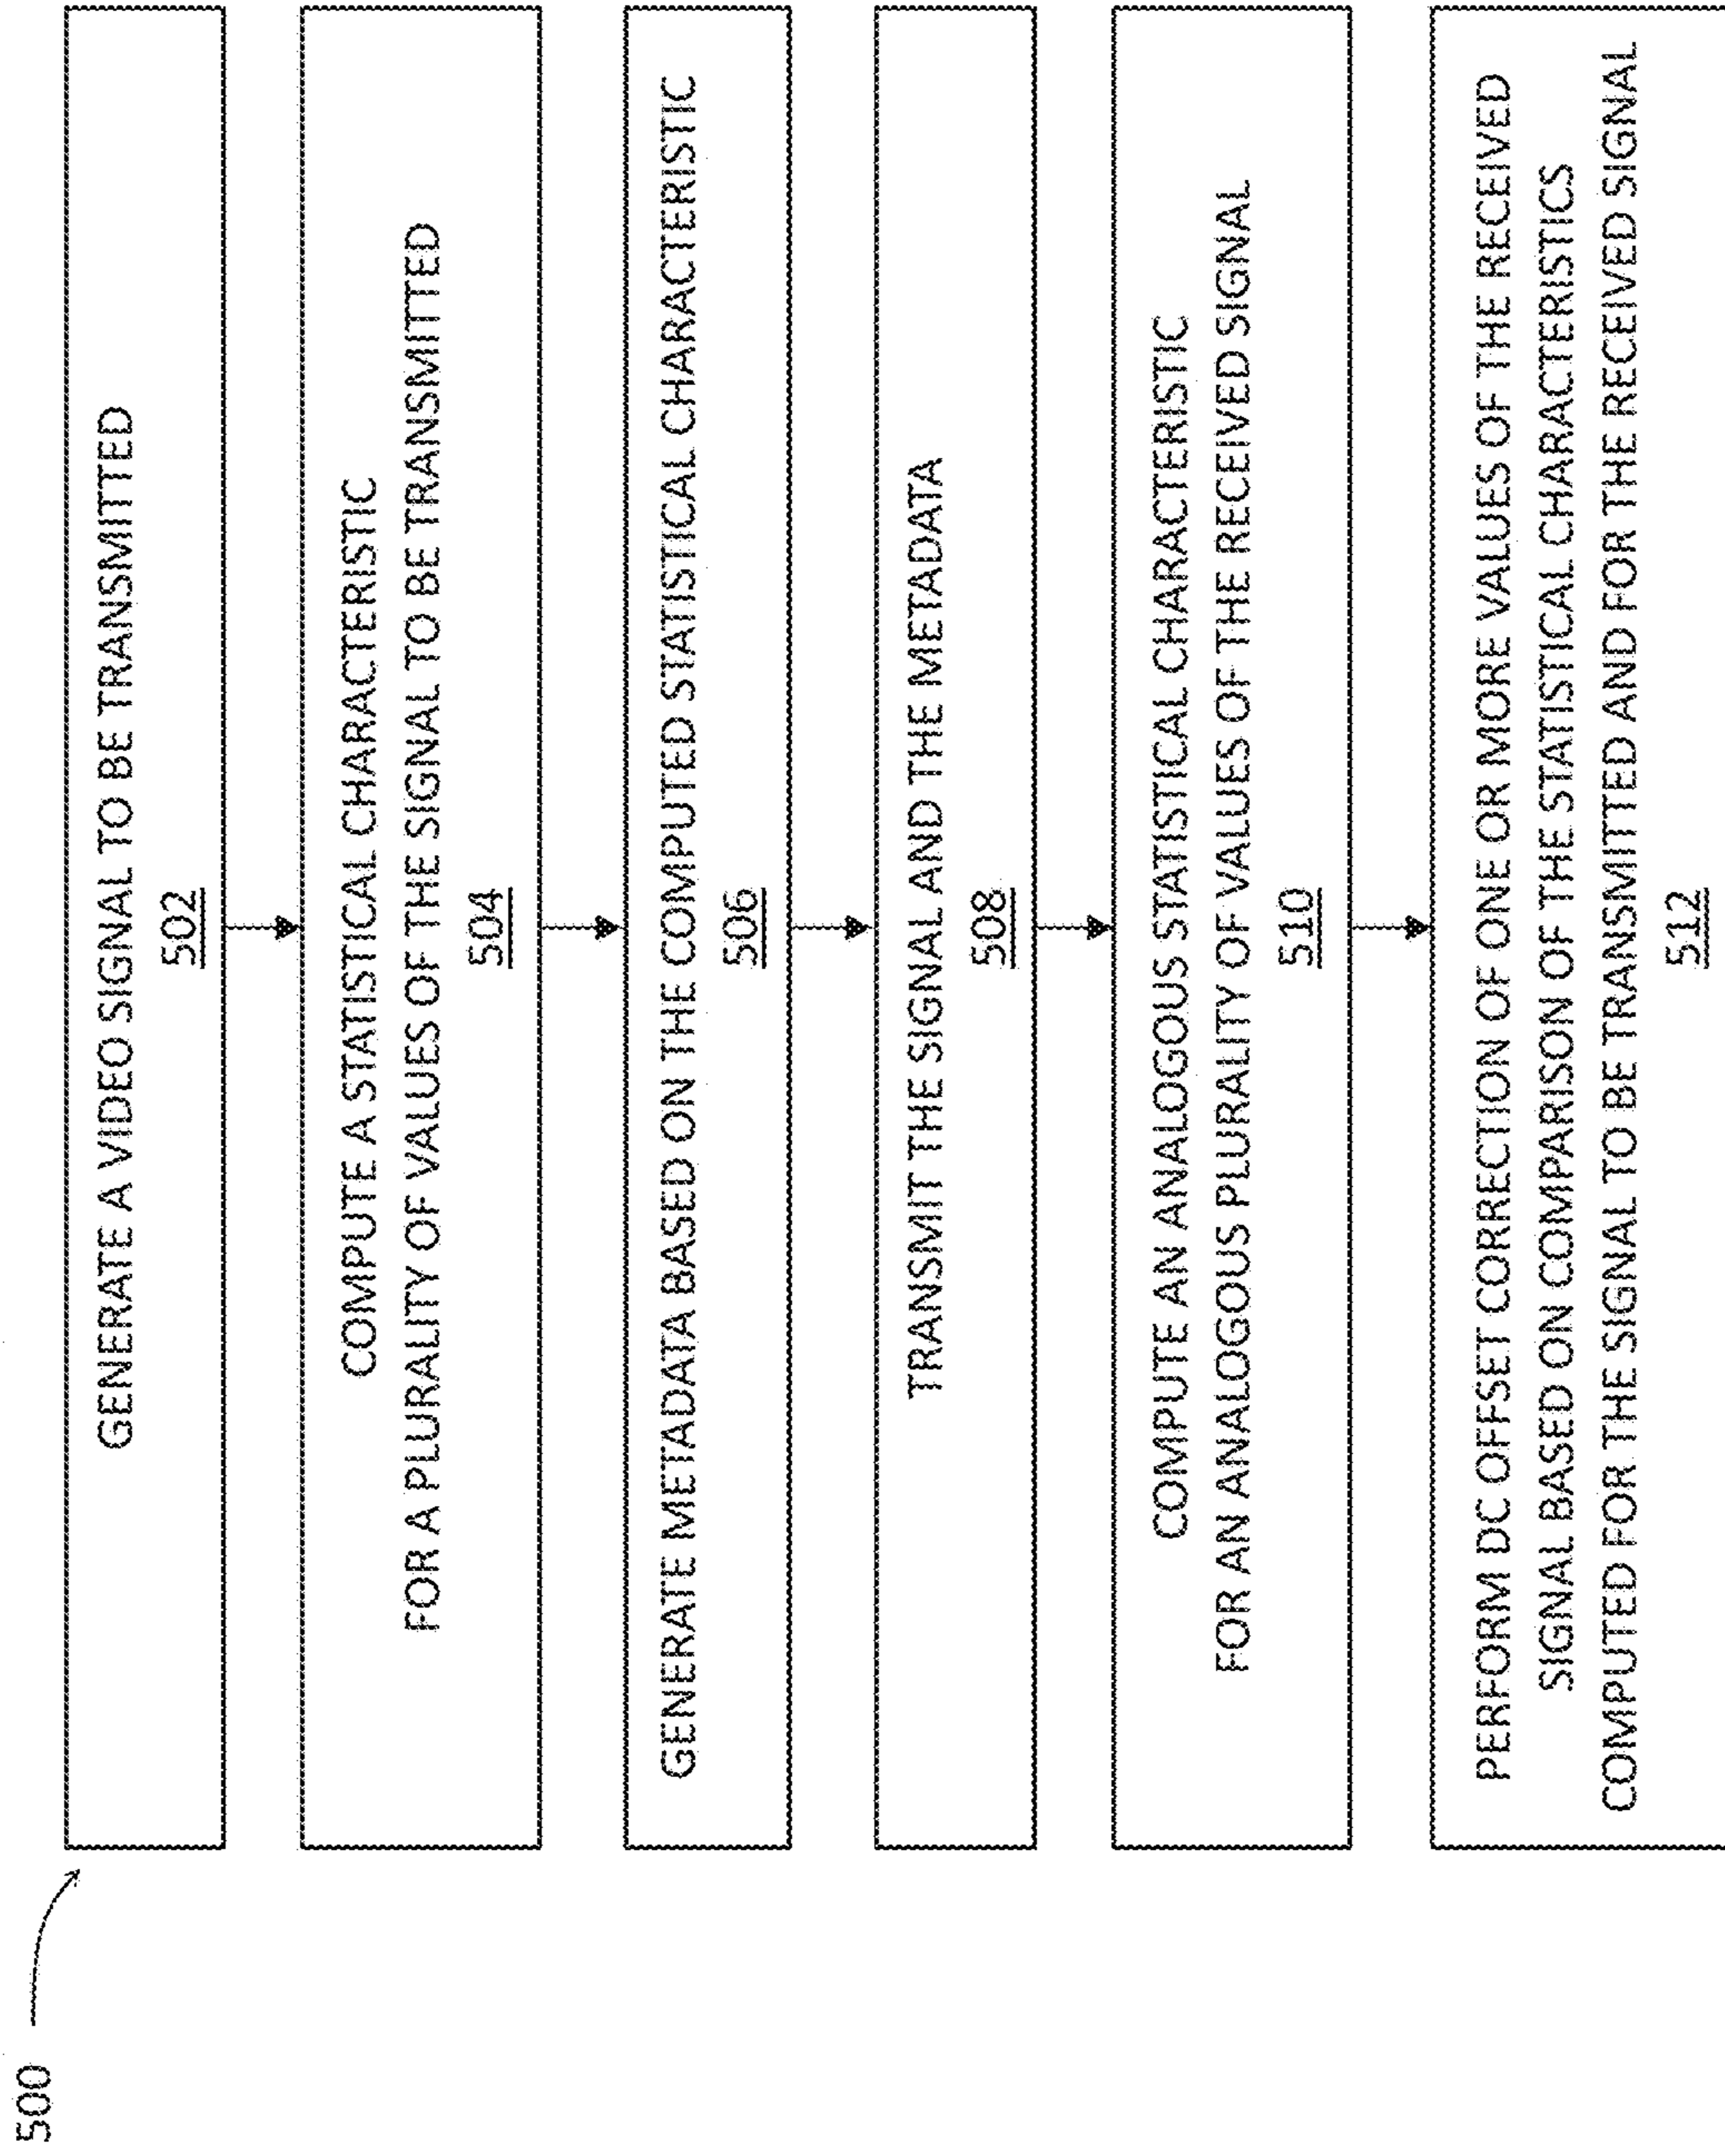 500
GENERATE A VIDEO SIGNAL TO BE TRANSMITTED
502
COMPUTE A STATISTICAL CHARACTERISTIC
FOR A PLURALITY OF VALUES OF THE SIGNAL TO BE TRANSMITTED
504
GENERATE METADATA BASED ON THE COMPUTED STATISTICAL CHARACTERISTIC
506
TRANSMIT THE SIGNAL AND THE METADATA
508
COMPUTE AN ANALOGOUS STATISTICAL CHARACTERISTIC
FOR AN ANALOGOUS PLURALITY OF VALUES OF THE RECEIVED SIGNAL
510
PERFORM DC OFFSET CORRECTION OF ONE OR MORE VALUES OF THE RECEIVED
SIGNAL BASED ON COMPARISON OF THE STATISTICAL CHARACTERISTICS
COMPUTED FOR THE SIGNAL TO BE TRANSMITTED AND FOR THE RECEIVED SIGNAL
512